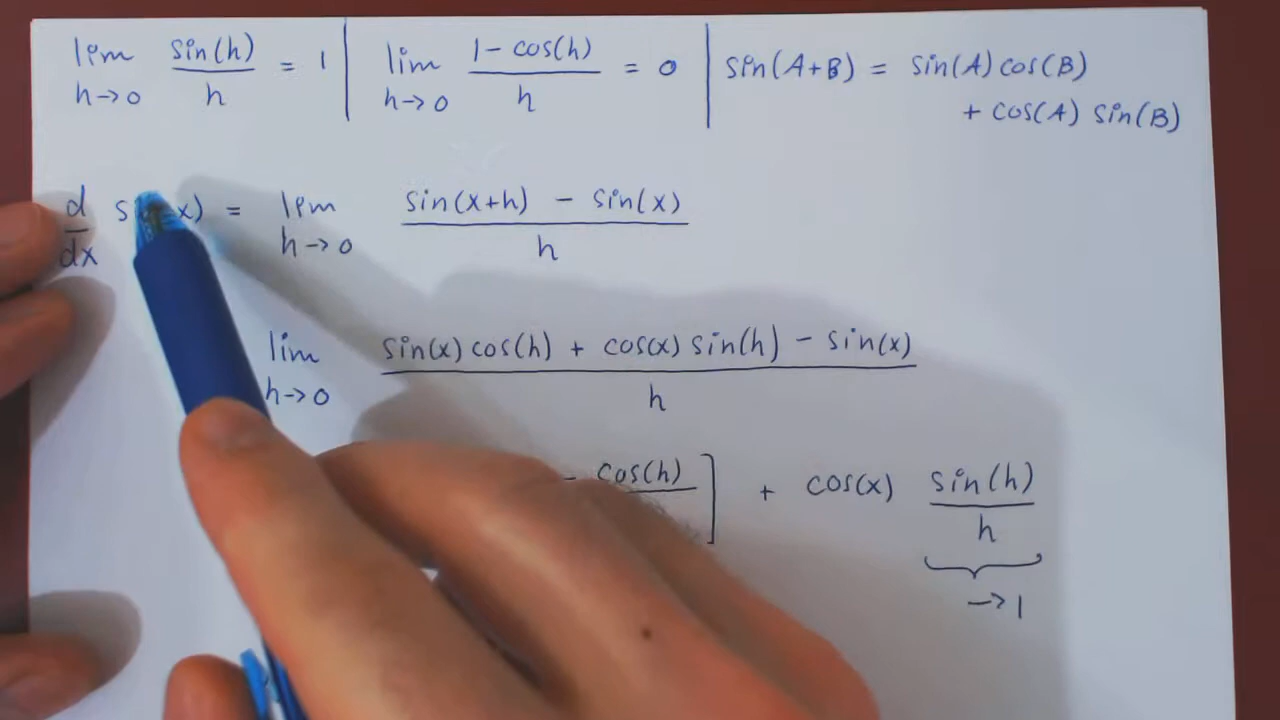 lim h→0 sin(h)/h = 1 | lim h→0 1 - cos(h)/h = 0 | sin(A+B) = sin(A) cos(B)
+ cos(A) sin(B)
d/dx s x) = lim h→0 sin(x+h) - sin(x)/h
lim h→0 sin(x) cos(h) + cos(x) sin(h) - sin(x)/h
- cos(h) ] + cos(x) sin(h)/h
→ 1